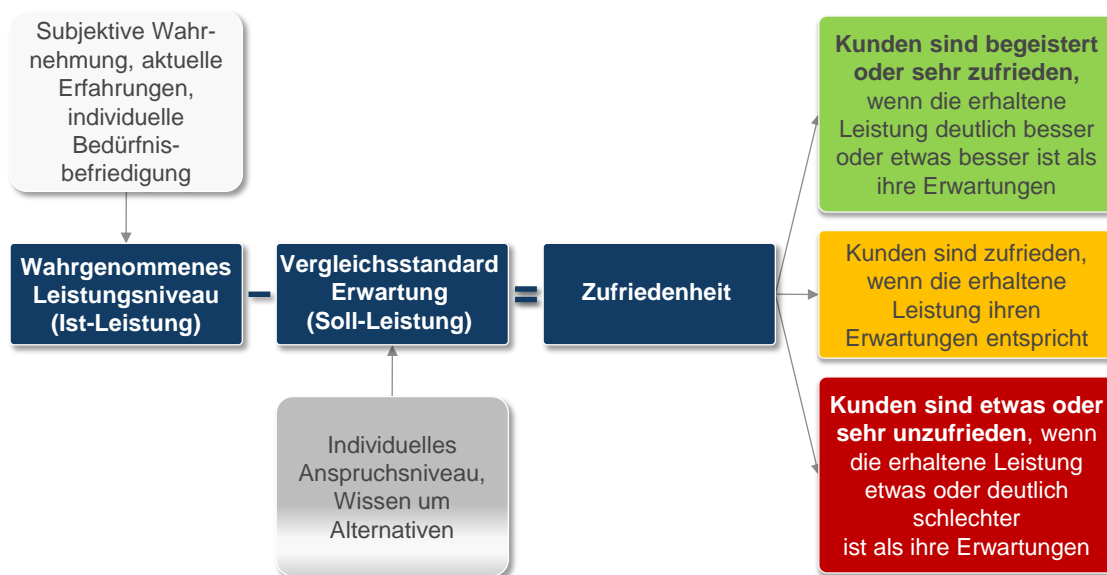 Subjektive Wahr-
nehmung, aktuelle
Erfahrungen,
individuelle
Bedürfnis-
befriedigung
Wahrgenommenes
Leistungsniveau
(Ist-Leistung)
–
Vergleichsstandard
Erwartung
(Soll-Leistung)
=
Zufriedenheit
Individuelles
Anspruchsniveau,
Wissen um
Alternativen
Kunden sind begeistert
oder sehr zufrieden,
wenn die erhaltene
Leistung deutlich besser
oder etwas besser ist als
ihre Erwartungen
Kunden sind zufrieden,
wenn die erhaltene
Leistung ihren
Erwartungen entspricht
Kunden sind etwas oder
sehr unzufrieden, wenn
die erhaltene Leistung
etwas oder deutlich
schlechter
ist als ihre Erwartungen